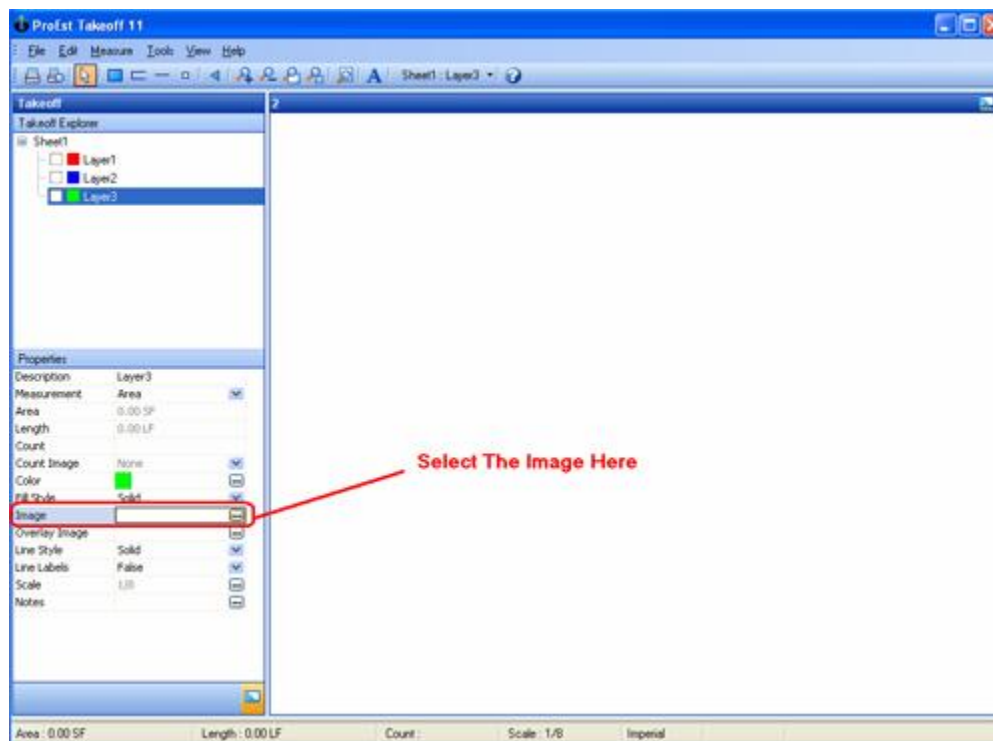 ProEst Takeoff 11
File Edit Measure Tools View Help
A Sheet1 : Layer3
Takeoff
2
Takeoff Explorer
Sheet1
Layer1
Layer2
Layer3
Properties
Description Layer3
Measurement Area
Area 0.00 SF
Length 0.00 LF
Count
Count Image None
Color
Fill Style Solid
Image
Overlay Image
Line Style Solid
Line Labels False
Scale 1/8
Notes
Select The Image Here
Area : 0.00 SF Length : 0.00 LF Count : Scale : 1/8 Imperial